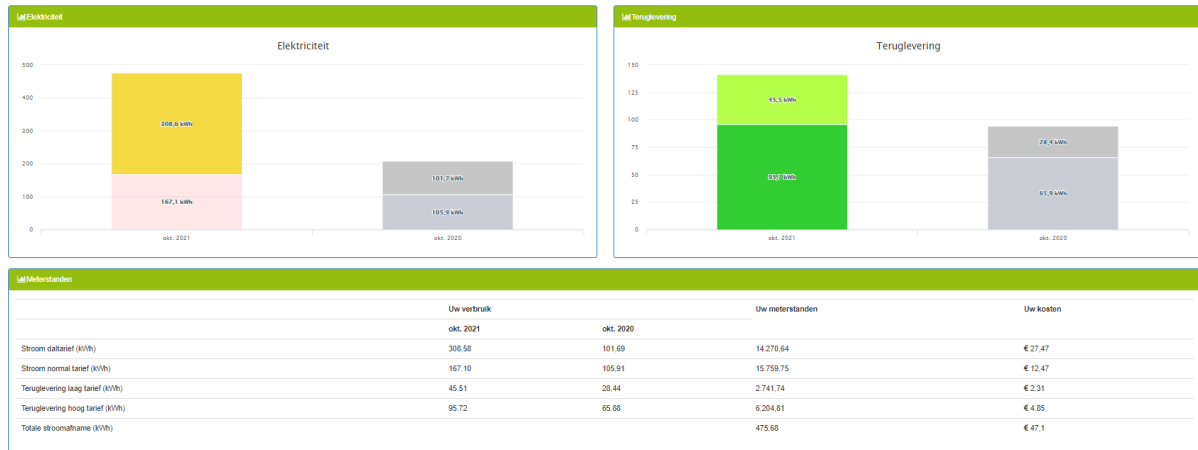 Elektriciteit
Elektriciteit
500
400
300
200
100
0
308,6 kWh
167,1 kWh
101,7 kWh
105,9 kWh
okt. 2021
okt. 2020
Teruglevering
Teruglevering
150
125
100
75
50
25
0
45,5 kWh
95,7 kWh
28,4 kWh
65,9 kWh
okt. 2021
okt. 2020
Meterstanden
Uw verbruik Uw meterstanden Uw kosten
okt. 2021 okt. 2020
Stroom daltarief (kWh) 308,58 101,69 14.270,64 € 27,47
Stroom normal tarief (kWh) 167.10 105,91 15.759,75 € 12,47
Teruglevering laag tarief (kWh) 45.51 28,44 2.741,74 € 2,31
Teruglevering hoog tarief (kWh) 95.72 65,88 6.204,81 € 4,85
Totale stroomafname (kWh) 475,68 € 47,1